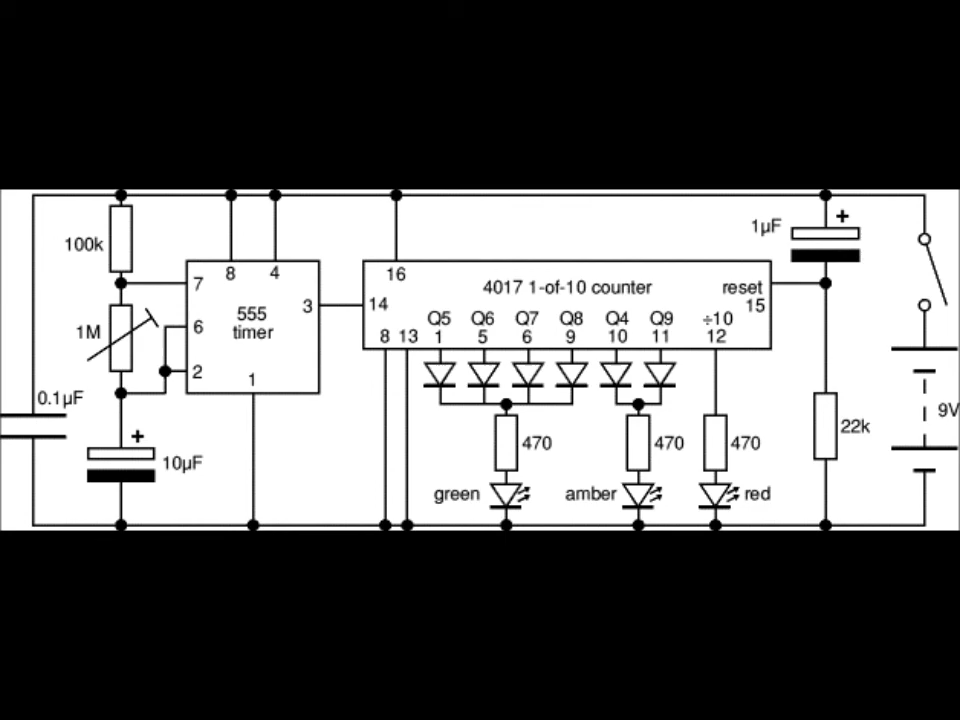 1µF
+
100k
8 4
16
7
4017 1-of-10 counter
reset
555
timer
3
14
15
1M
6
Q5 Q6 Q7 Q8 Q4 Q9 ÷10
8 13 1 5 6 9 10 11 12
2
1
0.1µF
9V
+
22k
470
470
470
10µF
green
amber
red